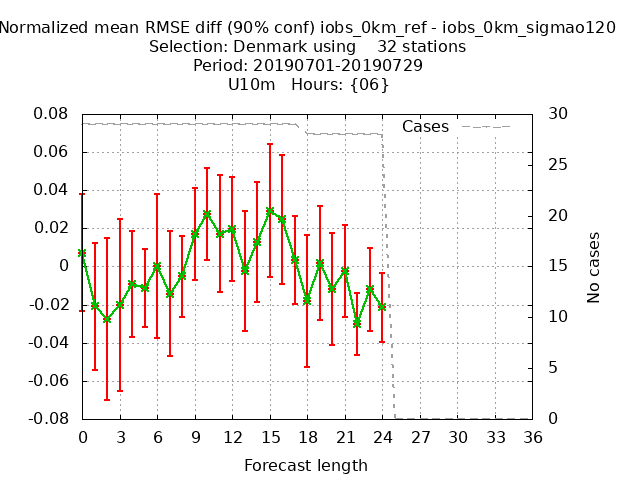 Normalized mean RMSE diff (90% conf) iobs_0km_ref - iobs_0km_sigmao120
Selection: Denmark using    32 stations
Period: 20190701-20190729
U10m   Hours: {06}
Cases
0.08
0.06
0.04
0.02
0
-0.02
-0.04
-0.06
-0.08
30
25
20
15
10
5
0
No cases
0 3 6 9 12 15 18 21 24 27 30 33 36
Forecast length